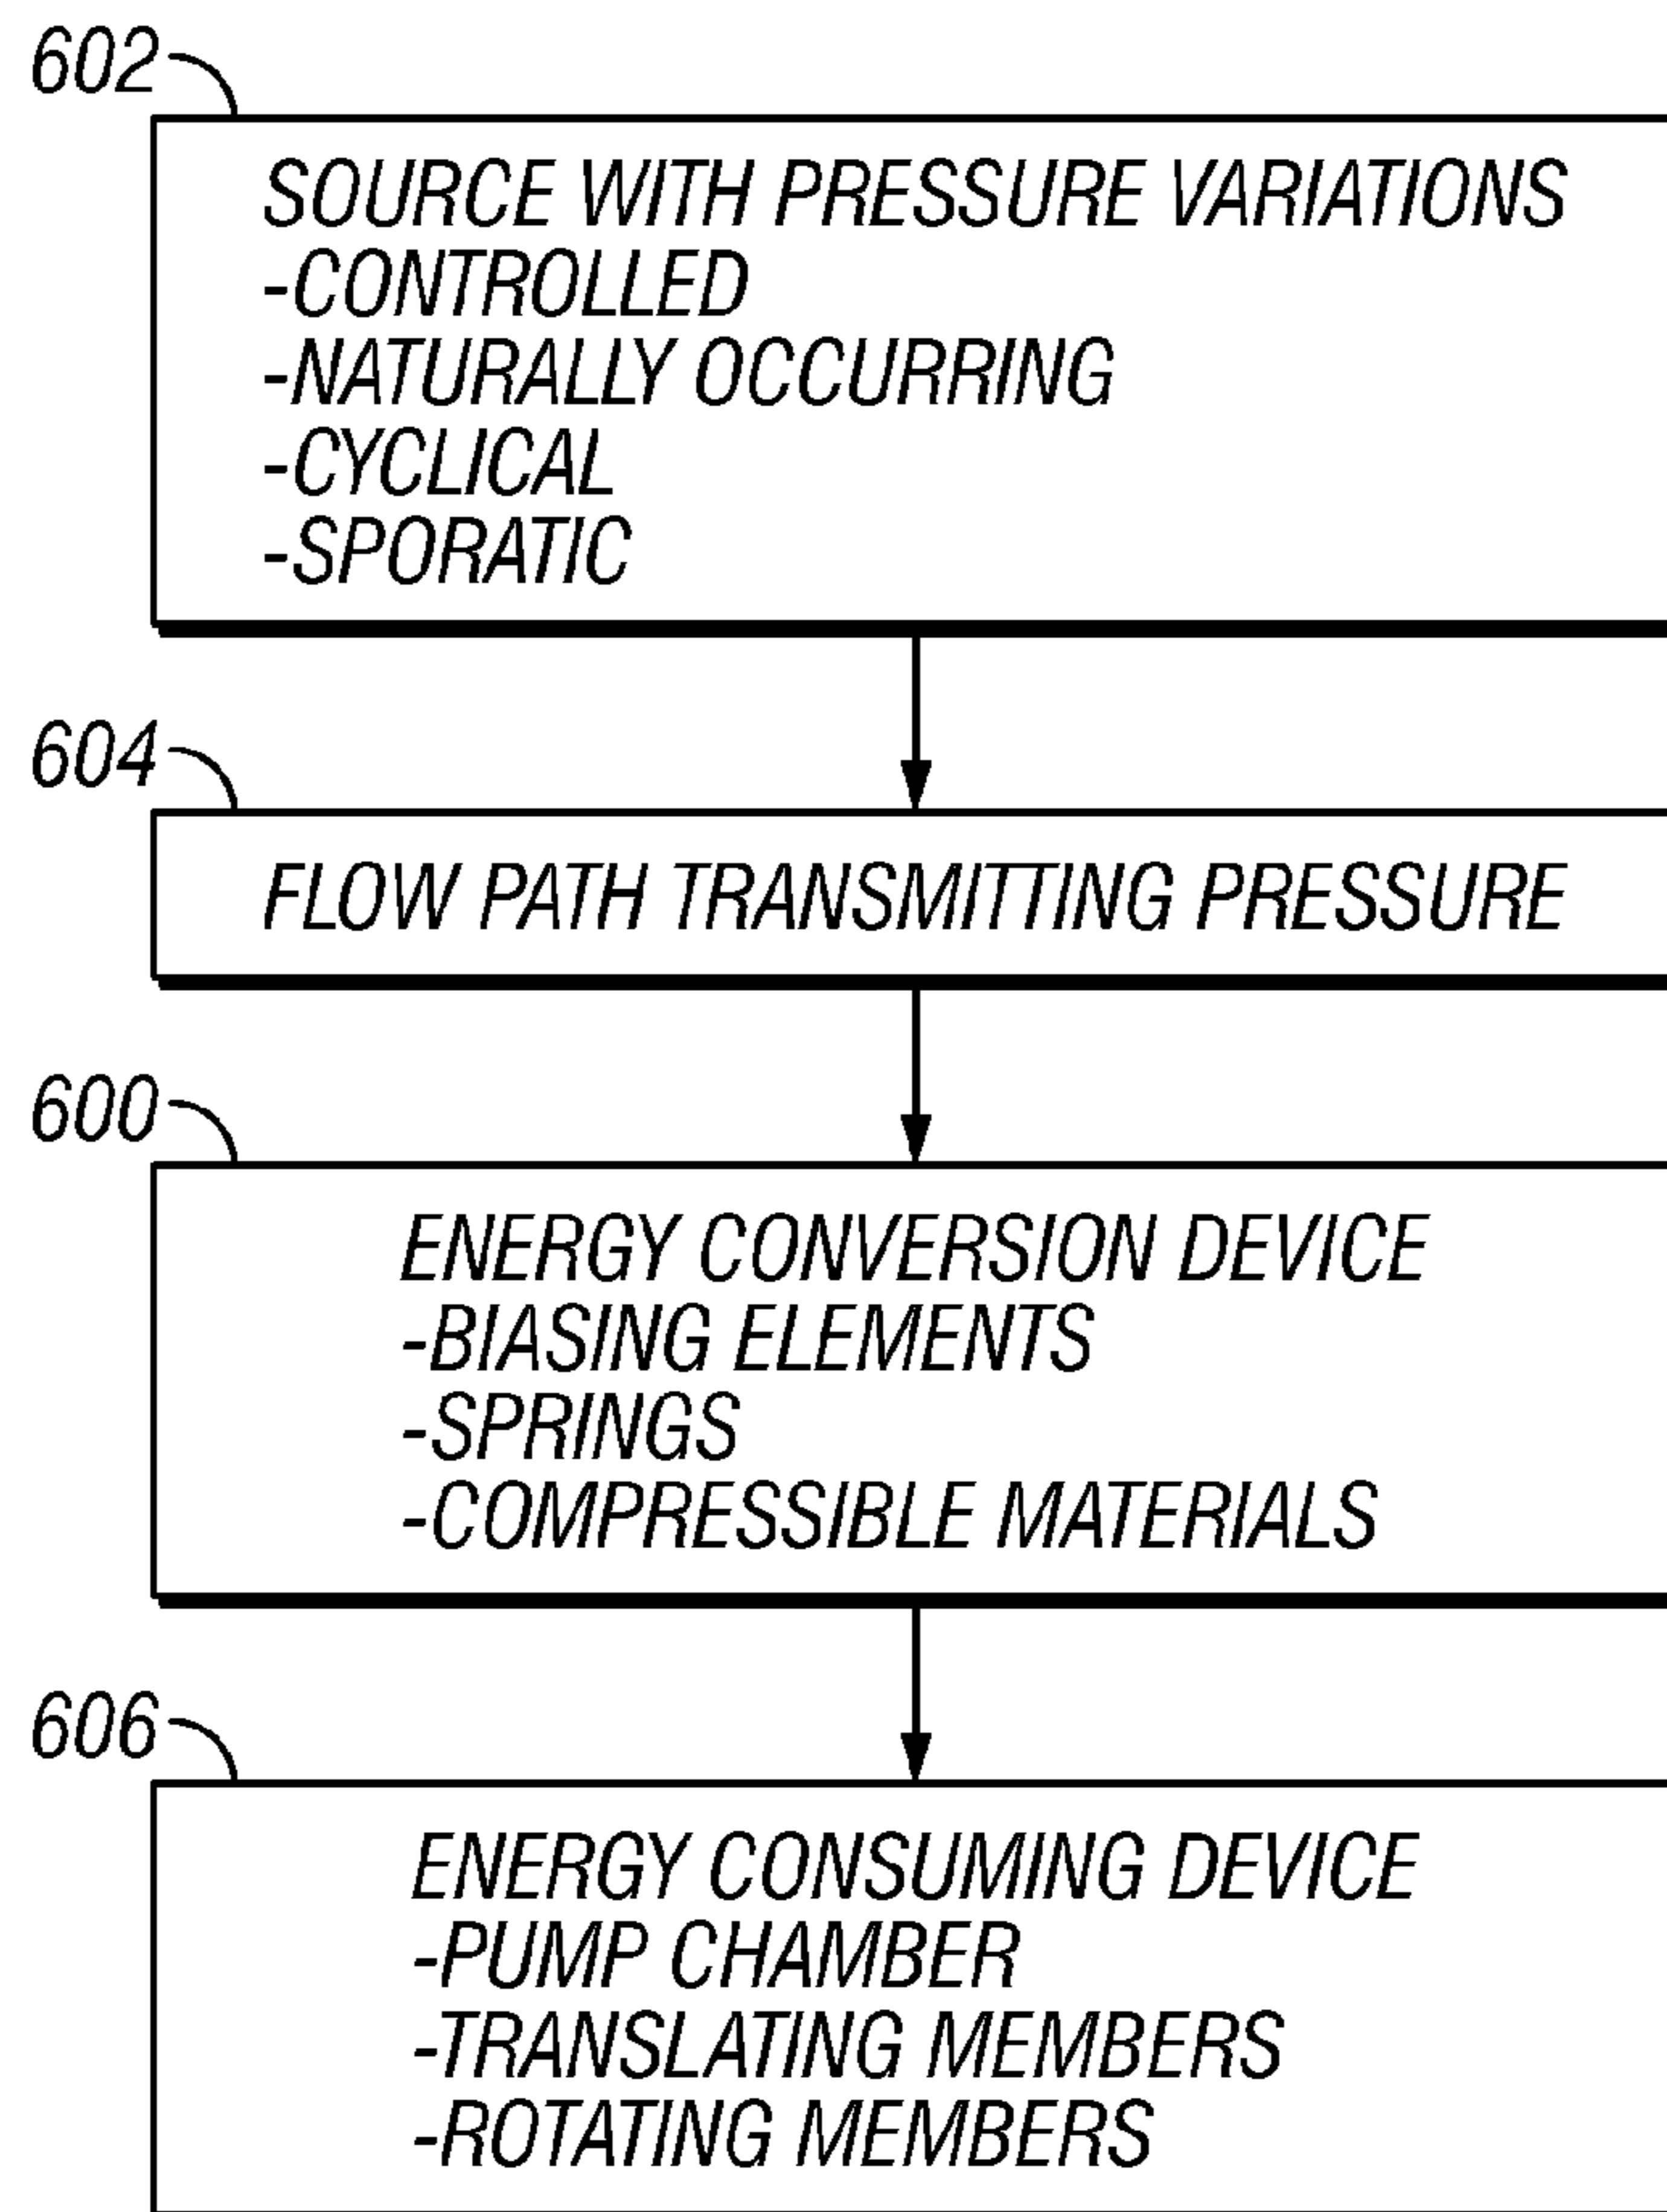 602
SOURCE WITH PRESSURE VARIATIONS
-CONTROLLED
-NATURALLY OCCURRING
-CYCLICAL
-SPORATIC
604
FLOW PATH TRANSMITTING PRESSURE
600
ENERGY CONVERSION DEVICE
-BIASING ELEMENTS
-SPRINGS
-COMPRESSIBLE MATERIALS
606
ENERGY CONSUMING DEVICE
-PUMP CHAMBER
-TRANSLATING MEMBERS
-ROTATING MEMBERS